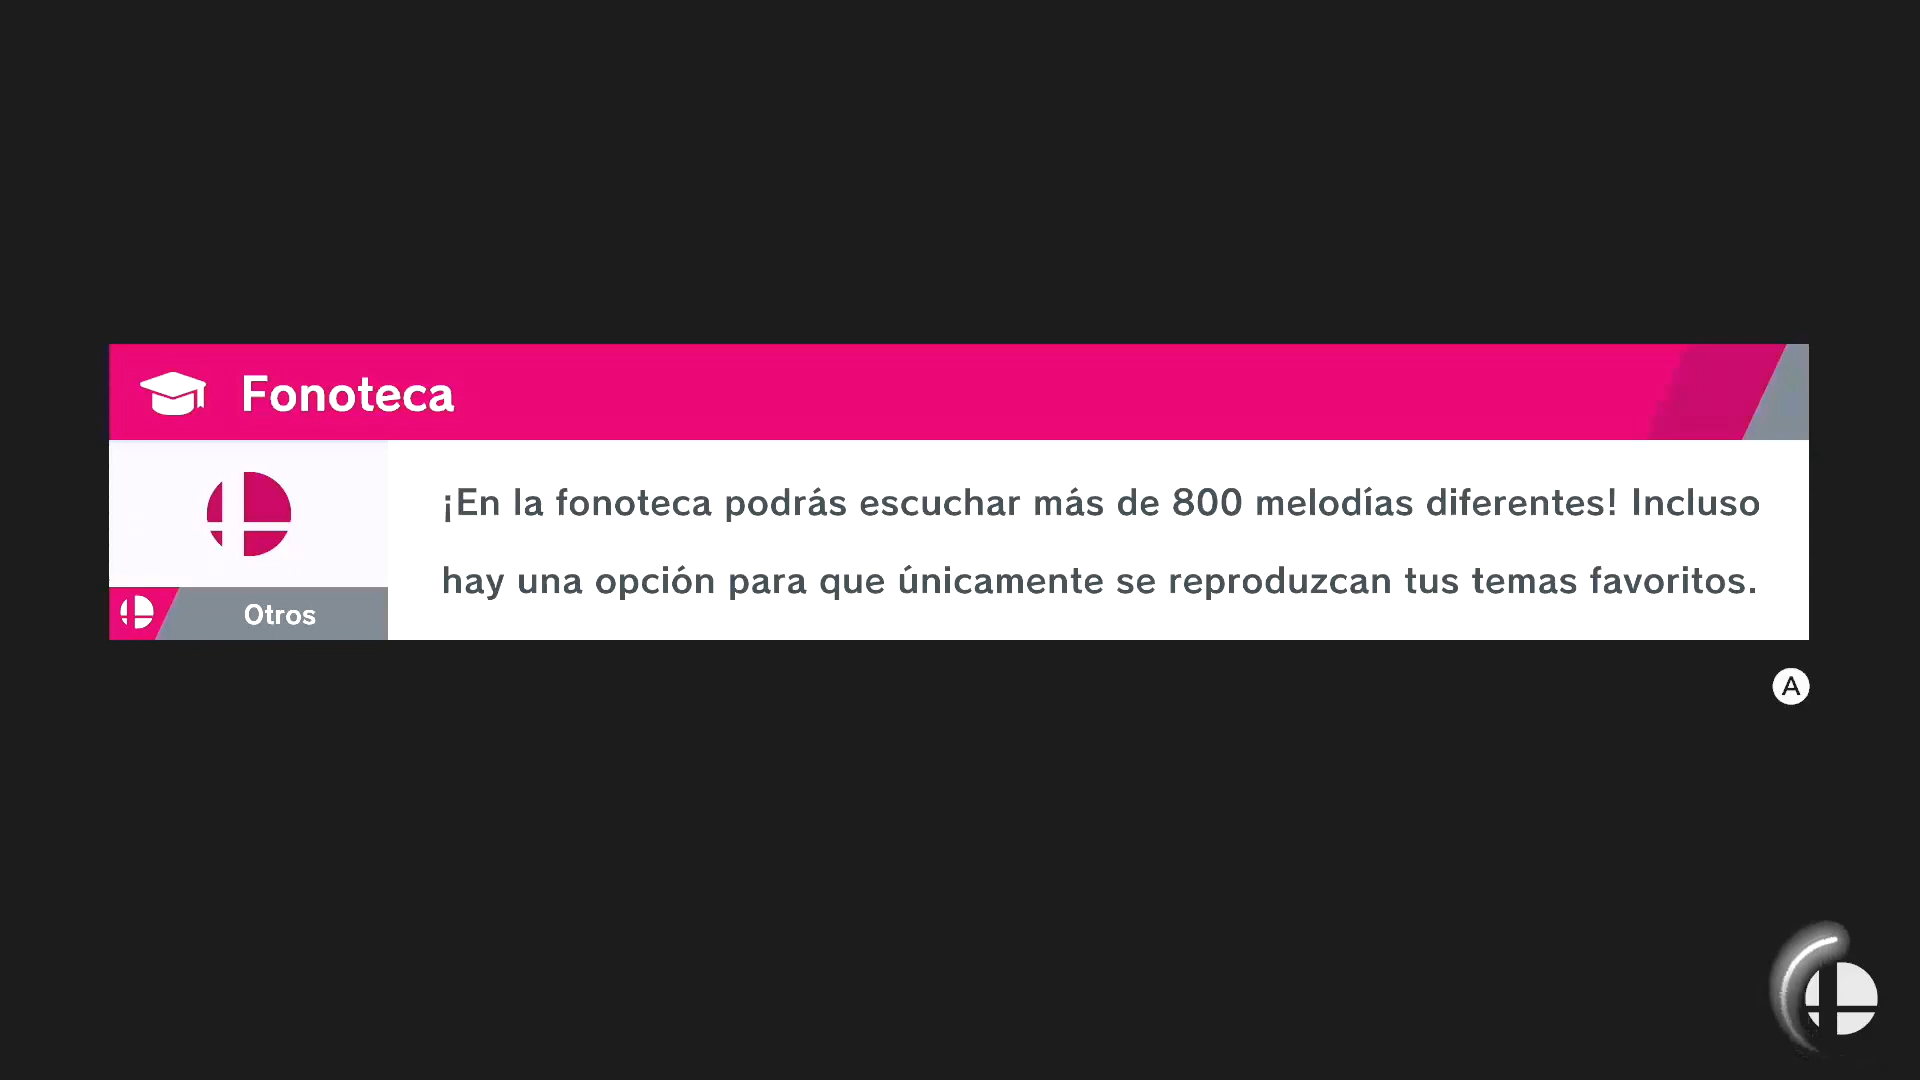 Fonoteca
¡En la fonoteca podrás escuchar más de 800 melodías diferentes! Incluso
hay una opción para que únicamente se reproduzcan tus temas favoritos.
Otros
A